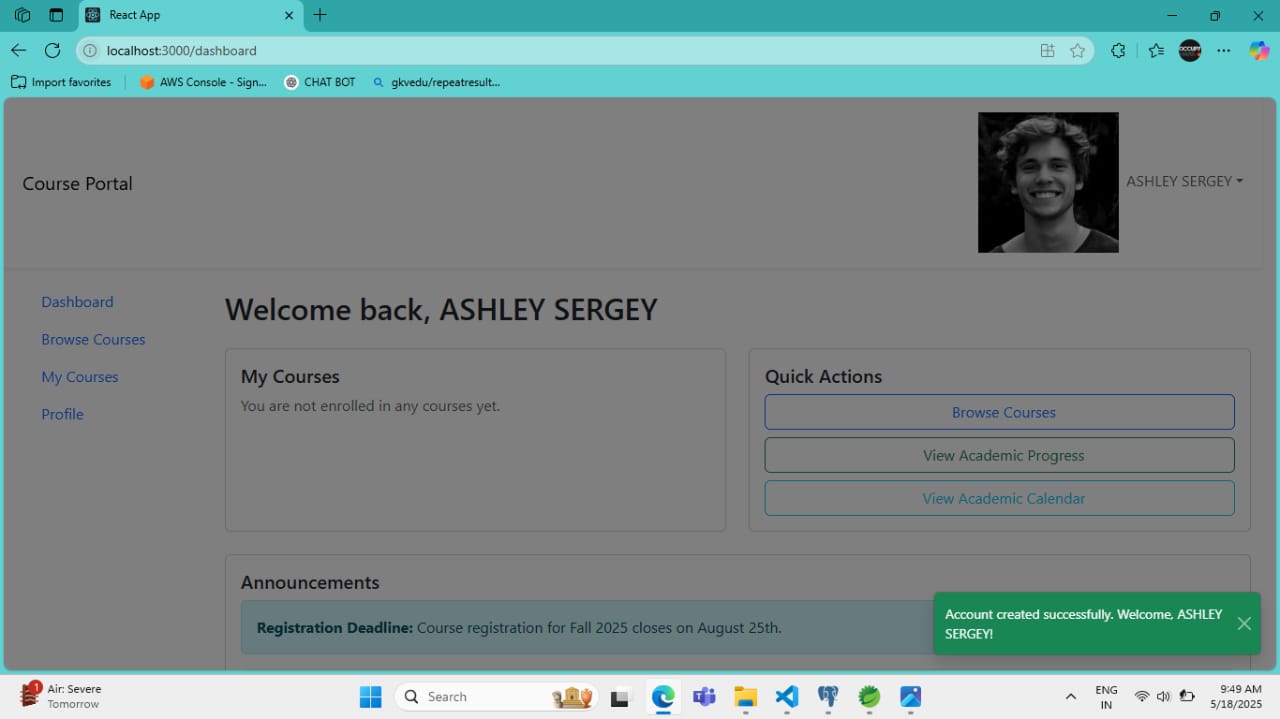 React App
localhost:3000/dashboard
Import favorites
AWS Console - Sign...
CHAT BOT
gkvedu/repeatresult...
OCCUPY
Course Portal
ASHLEY SERGEY
Dashboard
Browse Courses
My Courses
Profile
Welcome back, ASHLEY SERGEY
My Courses
You are not enrolled in any courses yet.
Quick Actions
Browse Courses
View Academic Progress
View Academic Calendar
Announcements
Registration Deadline: Course registration for Fall 2025 closes on August 25th.
Account created successfully. Welcome, ASHLEY
SERGEY!
1
Air: Severe
Tomorrow
Search
ENG
IN
9:49 AM
5/18/2025